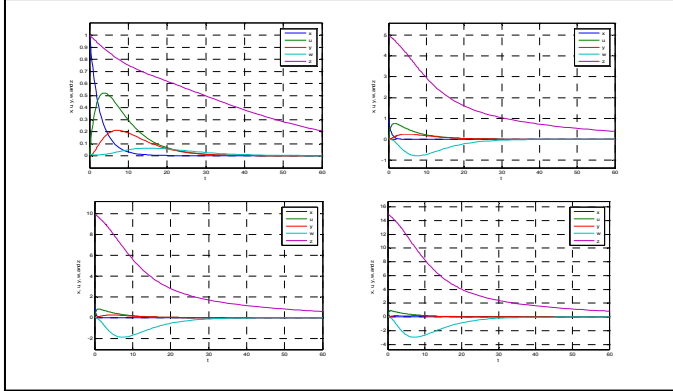 1
0.9
0.8
0.7
0.6
0.5
0.4
0.3
0.2
0.1
0
0 10 20 30 40 50 60
t
x, u, y, w, and z
x
u
y
w
z
5
4
3
2
1
0
-1
0 10 20 30 40 50 60
t
x, u, y, w, and z
x
u
y
w
z
10
8
6
4
2
0
-2
0 10 20 30 40 50 60
t
x, u, y, w, and z
x
u
y
w
z
16
14
12
10
8
6
4
2
0
-2
-4
0 10 20 30 40 50 60
t
x, u, y, w, and z
x
u
y
w
z